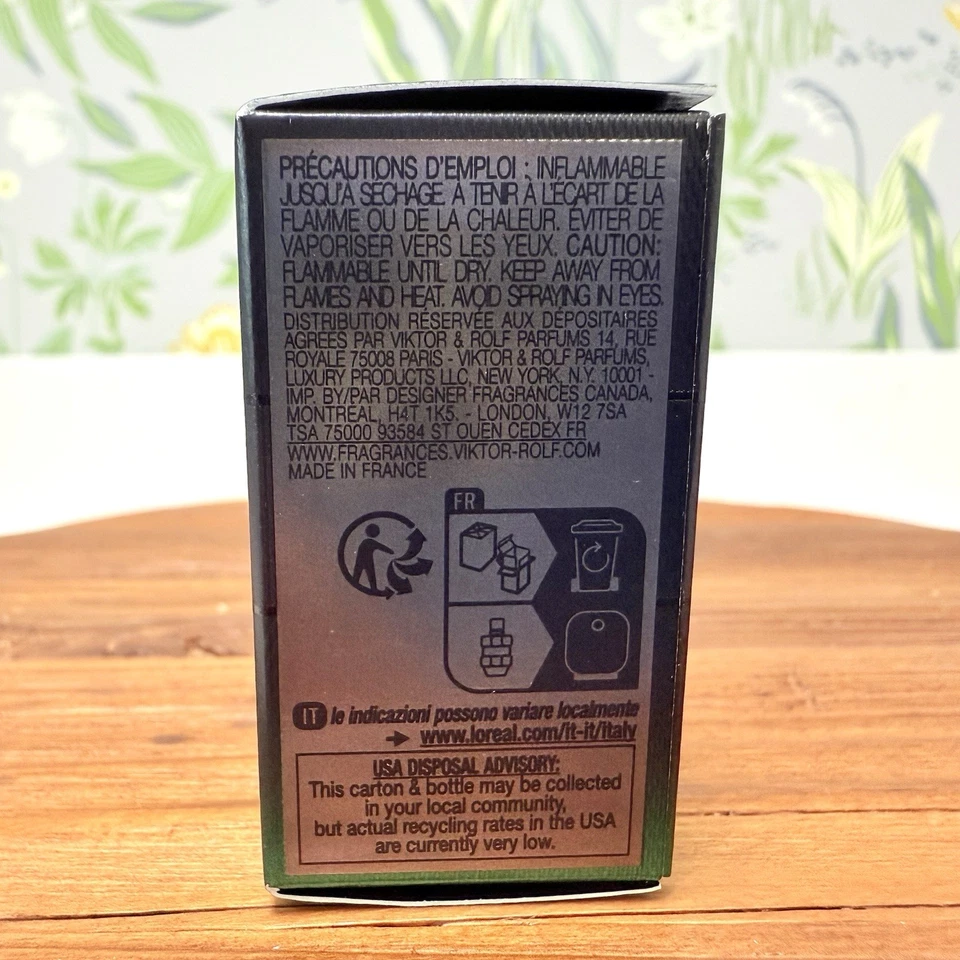 PRÉCAUTIONS D'EMPLOI : INFLAMMABLE
JUSQU'A SÉCHAGE. A TENIR À L'ÉCART DE LA
FLAMME OU DE LA CHALEUR. ÉVITER DE
VAPORISER VERS LES YEUX. CAUTION:
FLAMMABLE UNTIL DRY. KEEP AWAY FROM
FLAMES AND HEAT. AVOID SPRAYING IN EYES.
DISTRIBUTION RÉSERVÉE AUX DÉPOSITAIRES
AGRÉÉS PAR VIKTOR & ROLF PARFUMS 14, RUE
ROYALE 75008 PARIS - VIKTOR & ROLF PARFUMS,
LUXURY PRODUCTS LLC, NEW YORK, N.Y. 10001 -
IMP. BY/PAR DESIGNER FRAGRANCES CANADA,
MONTREAL, H4T 1K5. - LONDON, W12 7SA
TSA 75000 93584 ST OUEN CEDEX FR
WWW.FRAGRANCES.VIKTOR-ROLF.COM
MADE IN FRANCE
FR
IT le indicazioni possono variare localmente
www.loreal.com/it-it/italy
USA DISPOSAL ADVISORY:
This carton & bottle may be collected
in your local community,
but actual recycling rates in the USA
are currently very low.